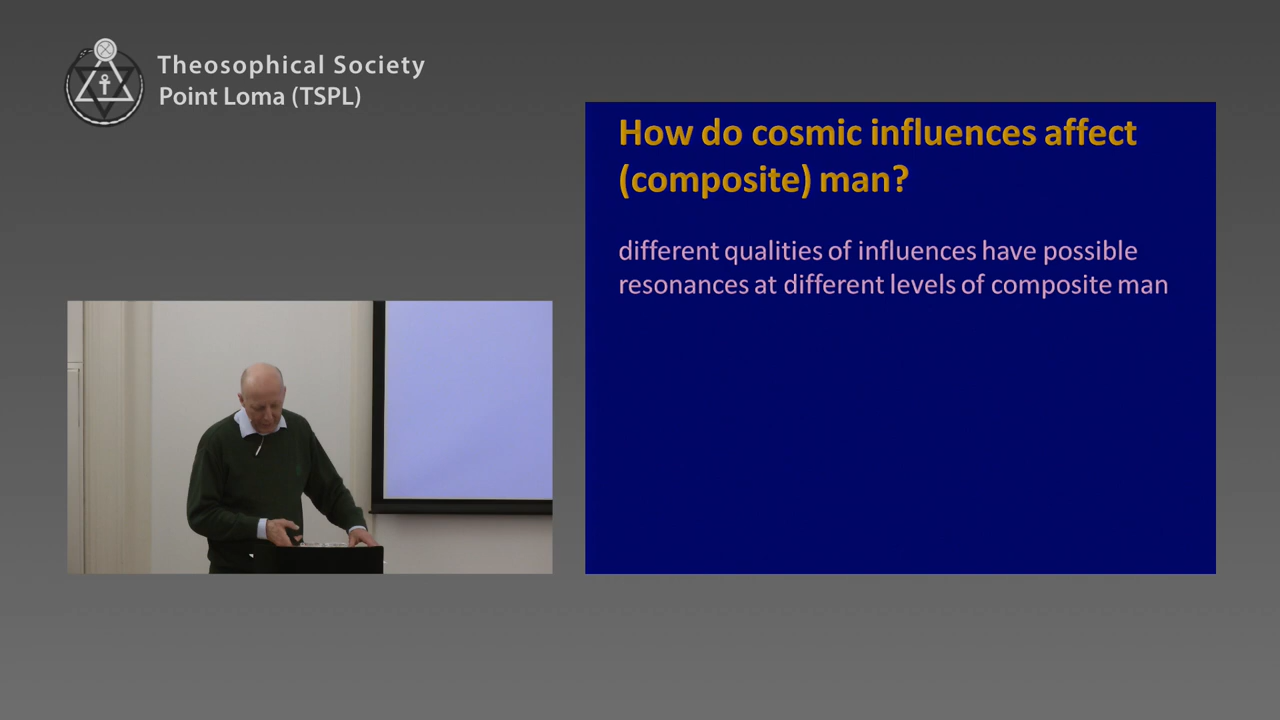 Theosophical Society
Point Loma (TSPL)
How do cosmic influences affect
(composite) man?
different qualities of influences have possible
resonances at different levels of composite man